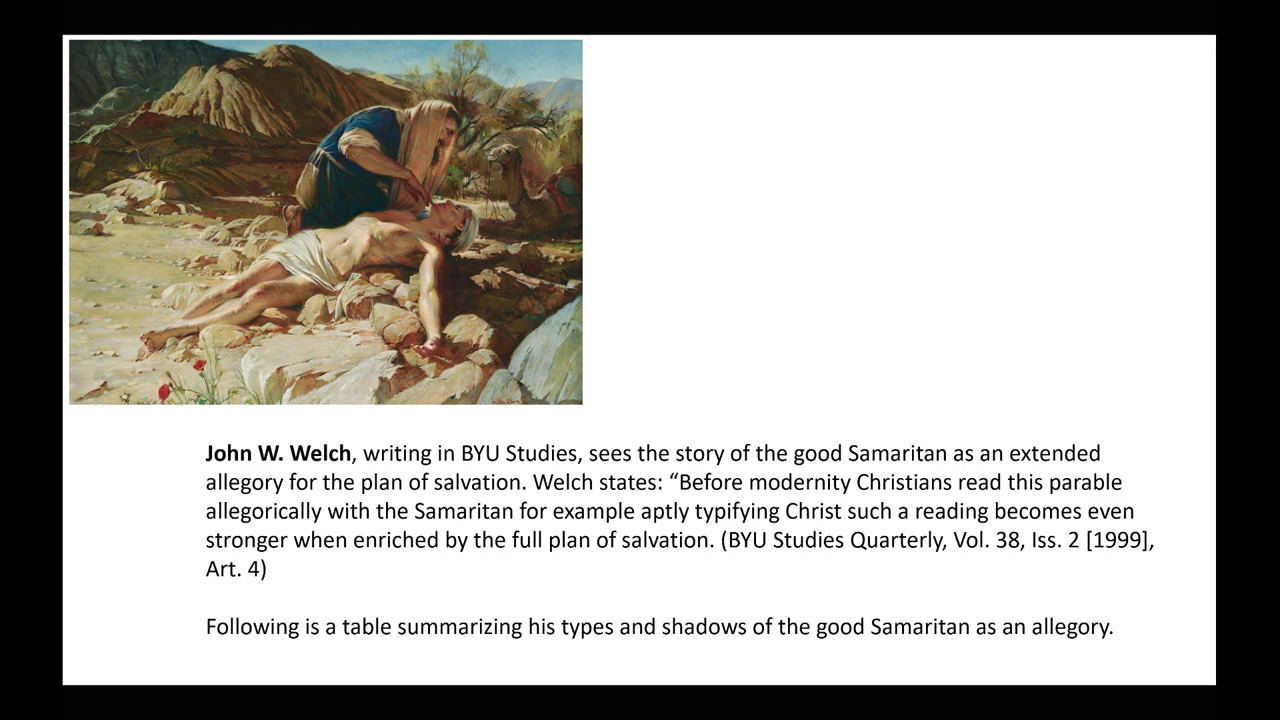 John W. Welch, writing in BYU Studies, sees the story of the good Samaritan as an extended
allegory for the plan of salvation. Welch states: “Before modernity Christians read this parable
allegorically with the Samaritan for example aptly typifying Christ such a reading becomes even
stronger when enriched by the full plan of salvation. (BYU Studies Quarterly, Vol. 38, Iss. 2 [1999],
Art. 4)
Following is a table summarizing his types and shadows of the good Samaritan as an allegory.